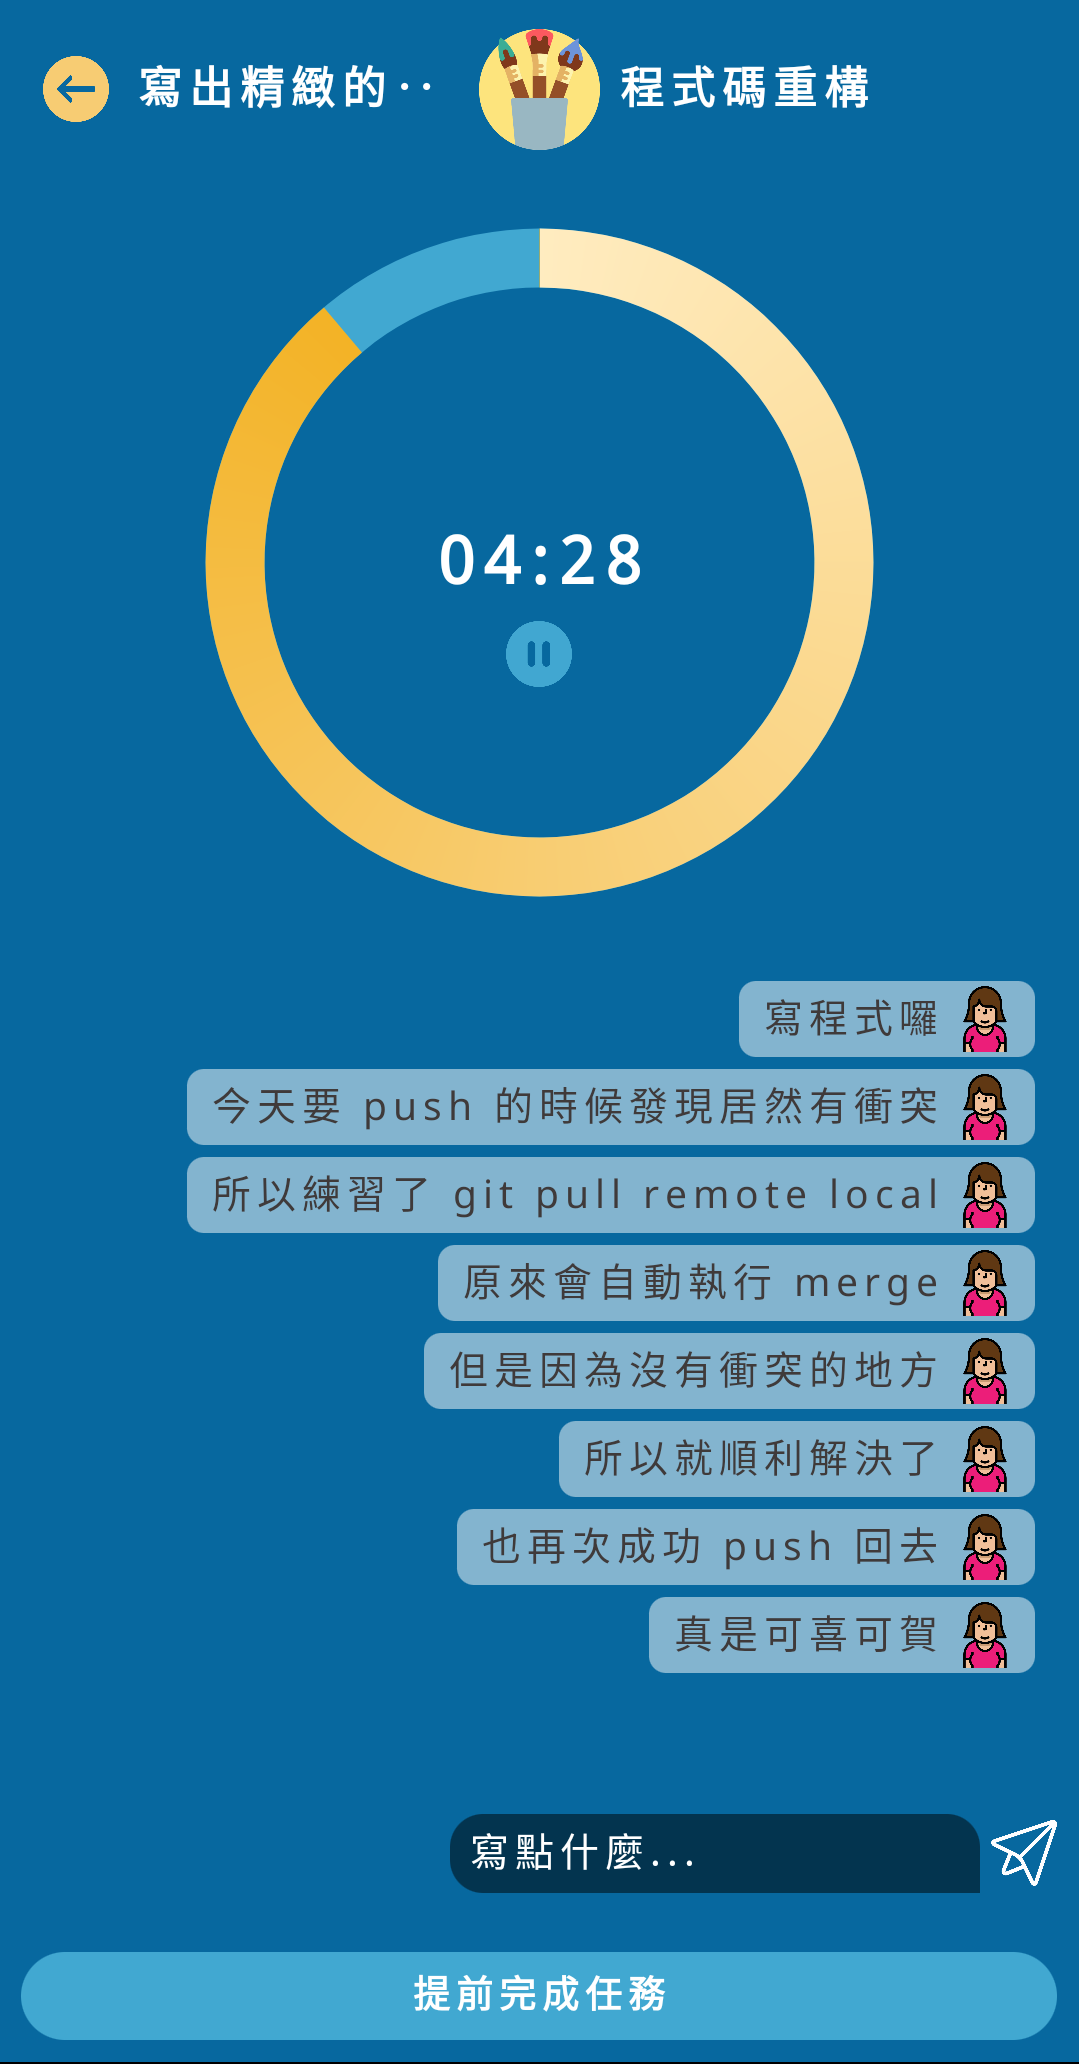 寫出精緻的··
程式碼重構
04:28
寫程式囉
今天要 push 的時候發現居然有衝突
所以練習了 git pull remote local
原來會自動執行 merge
但是因為沒有衝突的地方
所以就順利解決了
也再次成功 push 回去
真是可喜可賀
寫點什麼...
提前完成任務